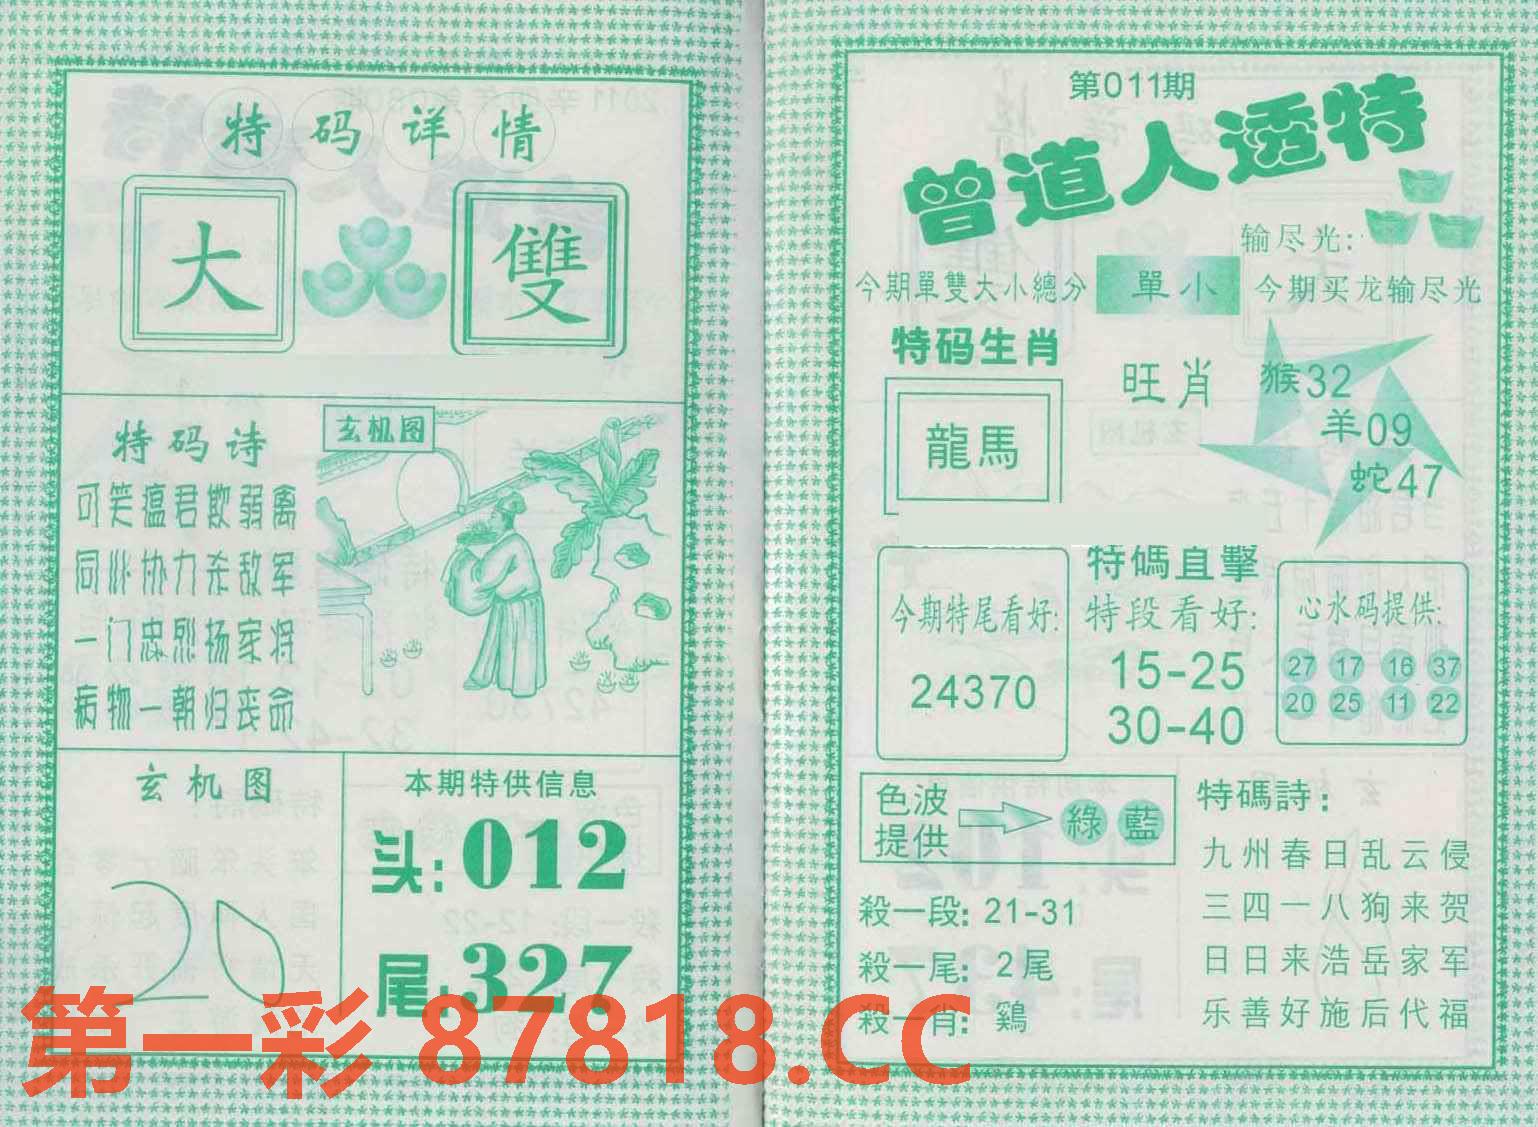 特码详情
大
雙
特码诗
可笑瘟君欺弱禽
同川协力杀敌军
一门忠烈扬家将
病物一朝归丧命
玄机图
玄机图
20
本期特供信息
头:012
尾:327
第011期
曾道人透特
输尽光:
今期單雙大小總分
單小
今期买龙输尽光
特码生肖
龍馬
旺肖
猴32
羊09
蛇47
今期特尾看好:
24370
特碼直擊
特段看好:
15-25
30-40
心水码提供:
27 17 16 37
20 25 11 22
色波
提供
綠 藍
殺一段: 21-31
殺一尾: 2尾
殺一肖: 鷄
特碼詩:
九州春日乱云侵
三四一八狗来贺
日日来浩岳家军
乐善好施后代福
第一彩 87818.CC